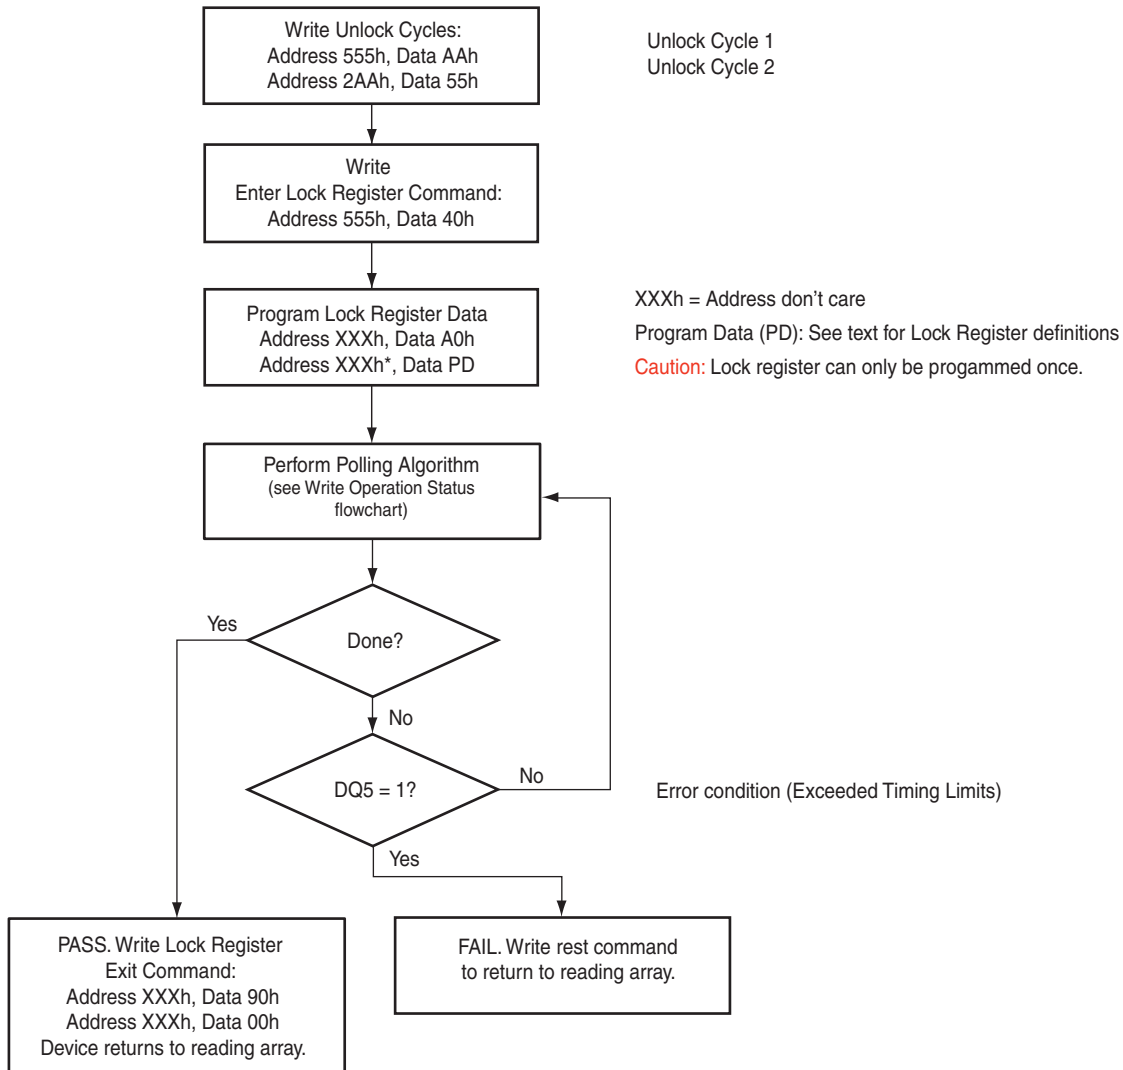 Write Unlock Cycles:
Address 555h, Data AAh
Address 2AAh, Data 55h
Unlock Cycle 1
Unlock Cycle 2
Write
Enter Lock Register Command:
Address 555h, Data 40h
Program Lock Register Data
Address XXXh, Data A0h
Address XXXh*, Data PD
XXXh = Address don't care
Program Data (PD): See text for Lock Register definitions
Caution: Lock register can only be progammed once.
Perform Polling Algorithm
(see Write Operation Status
flowchart)
Yes
Done?
No
DQ5 = 1?
No
Error condition (Exceeded Timing Limits)
Yes
PASS. Write Lock Register
Exit Command:
Address XXXh, Data 90h
Address XXXh, Data 00h
Device returns to reading array.
FAIL. Write rest command
to return to reading array.